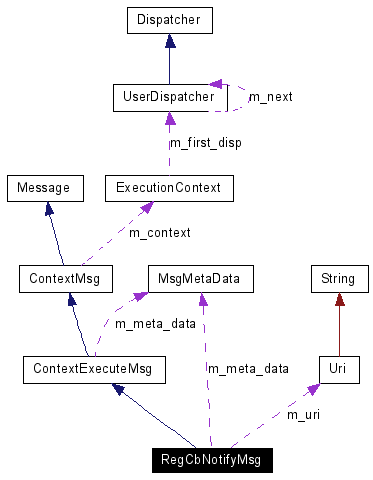 Dispatcher
UserDispatcher
m_next
m_first_disp
Message
ExecutionContext
m_context
ContextMsg
MsgMetaData
String
m_meta_data
ContextExecuteMsg
m_meta_data
Uri
m_uri
RegCbNotifyMsg